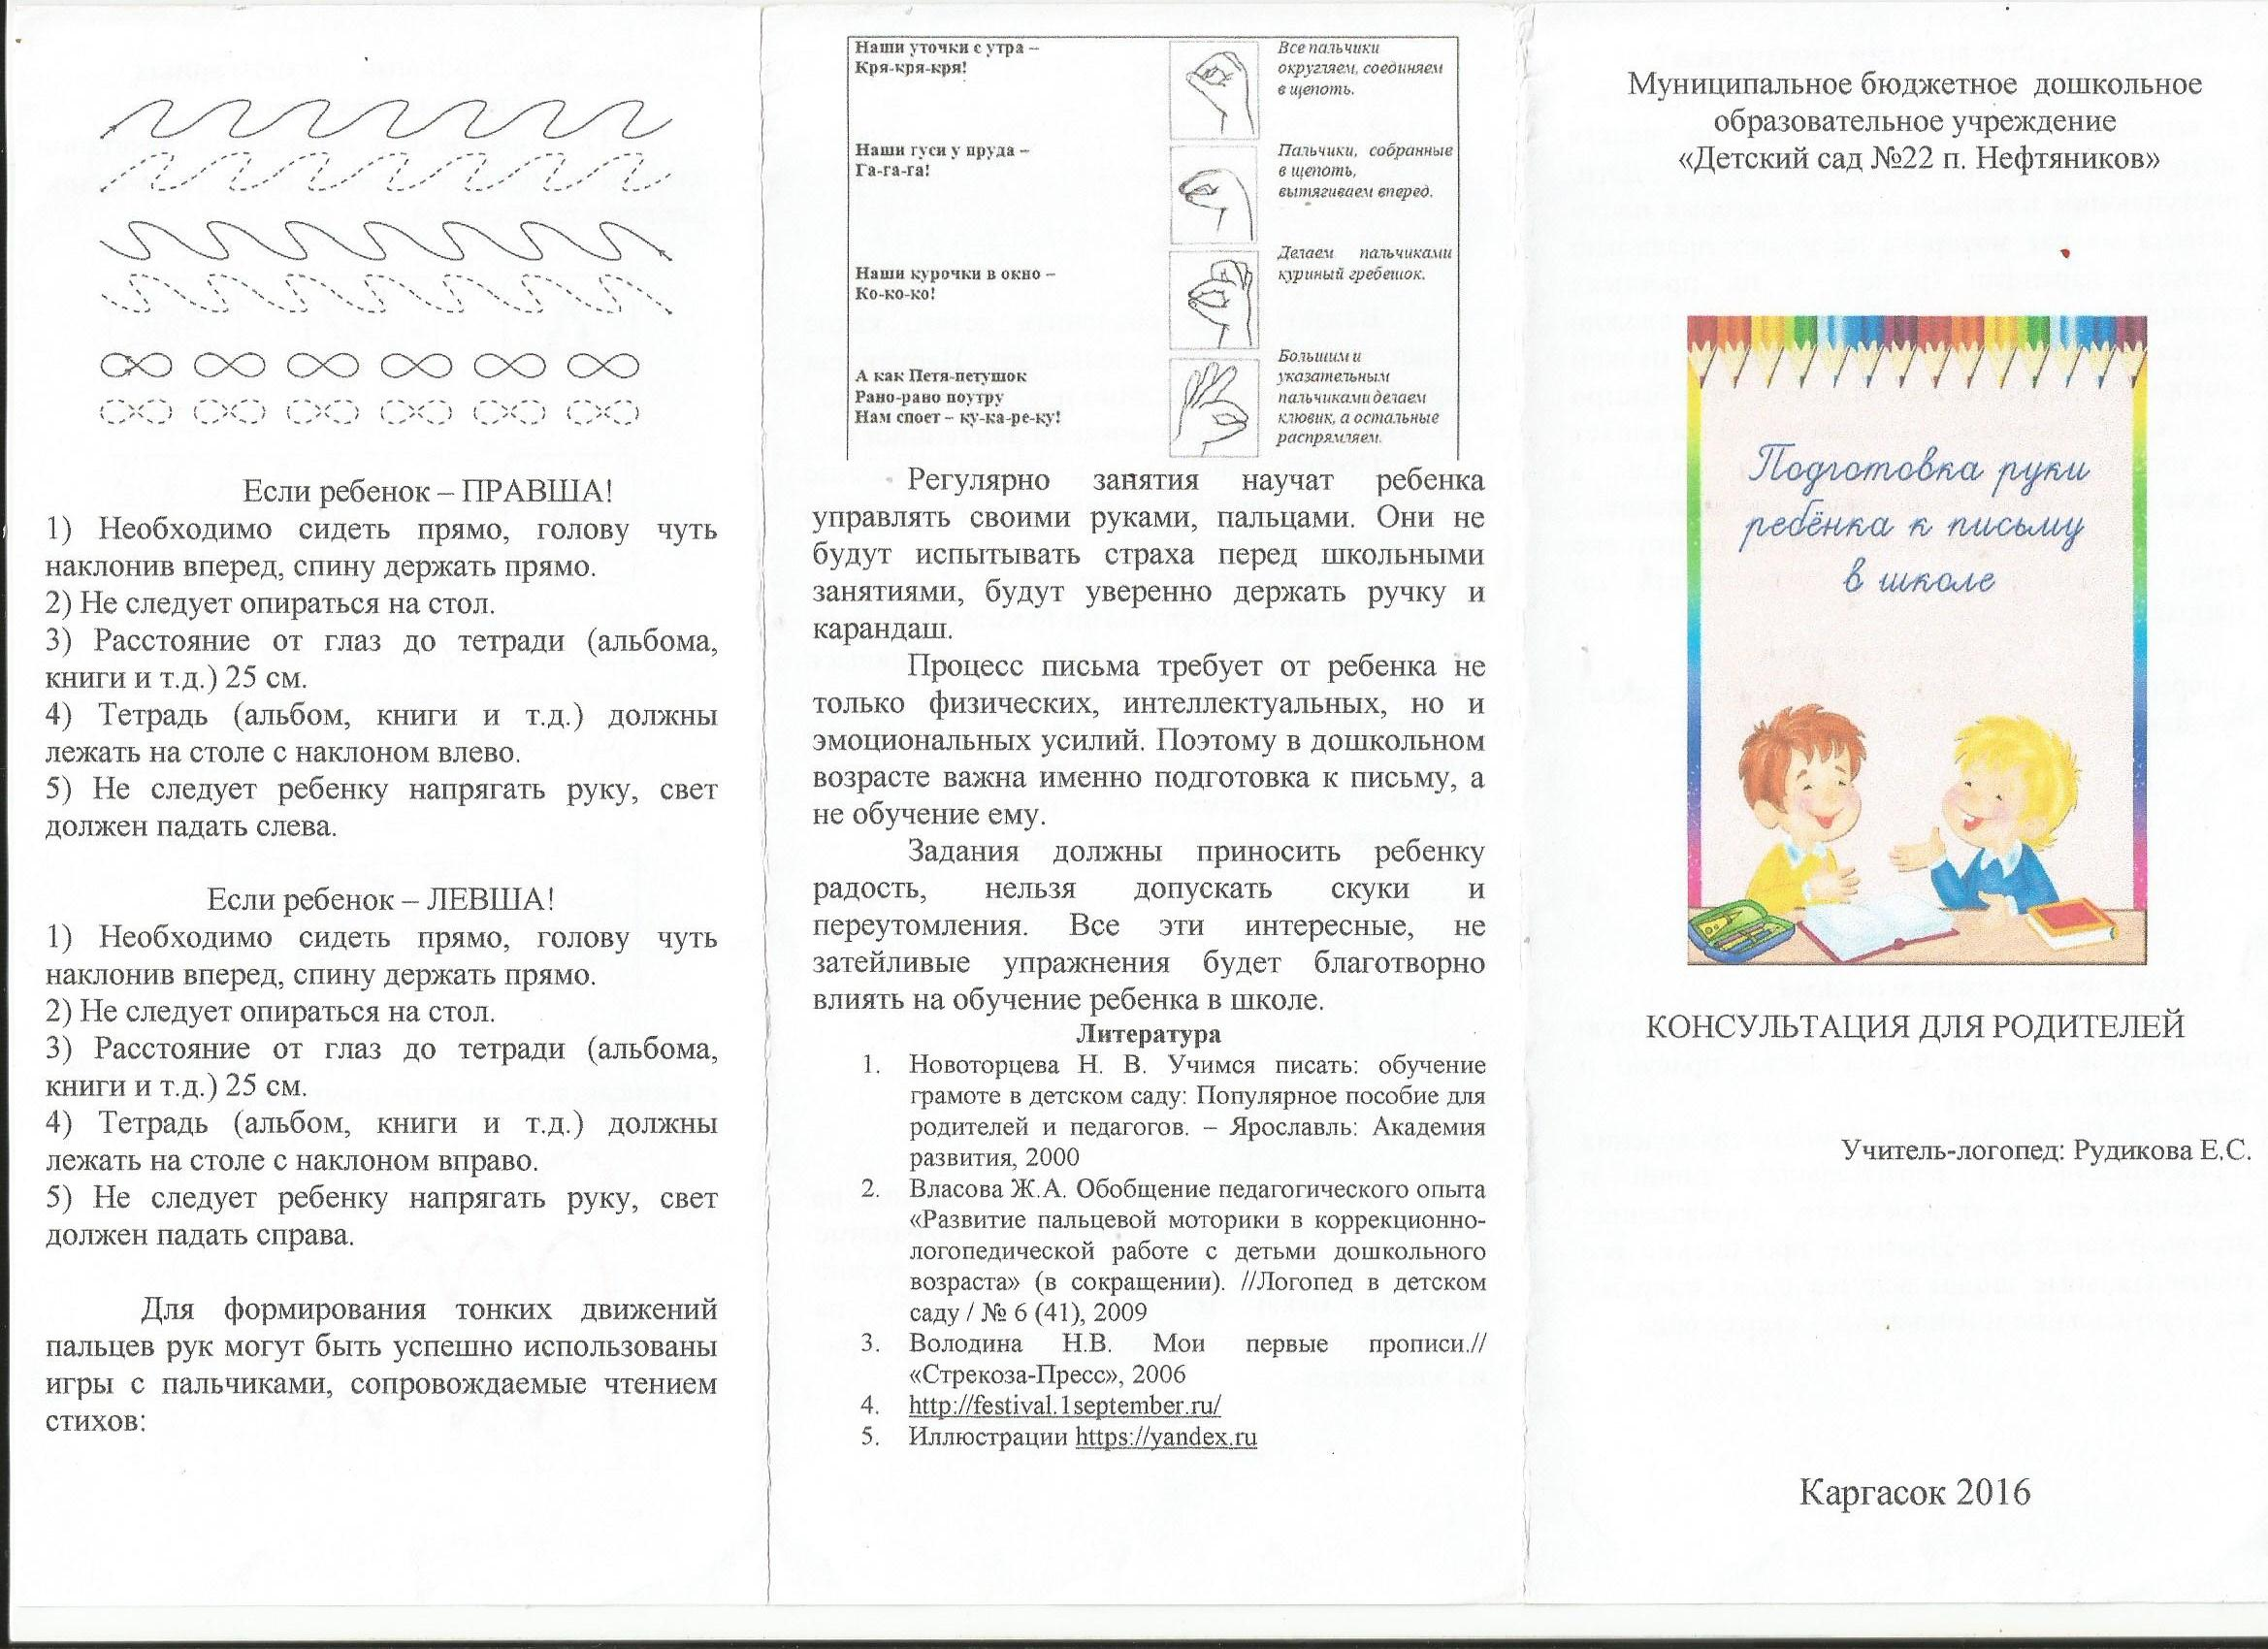 Если ребенок – ПРАВША!
1) Необходимо сидеть прямо, голову чуть
наклонив вперед, спину держать прямо.
2) Не следует опираться на стол.
3) Расстояние от глаз до тетради (альбома,
книги и т.д.) 25 см.
4) Тетрадь (альбом, книги и т.д.) должны
лежать на столе с наклоном влево.
5) Не следует ребенку напрягать руку, свет
должен падать слева.
Если ребенок – ЛЕВША!
1) Необходимо сидеть прямо, голову чуть
наклонив вперед, спину держать прямо.
2) Не следует опираться на стол.
3) Расстояние от глаз до тетради (альбома,
книги и т.д.) 25 см.
4) Тетрадь (альбом, книги и т.д.) должны
лежать на столе с наклоном вправо.
5) Не следует ребенку напрягать руку, свет
должен падать справа.
Для формирования тонких движений
пальцев рук могут быть успешно использованы
игры с пальчиками, сопровождаемые чтением
стихов:
Наши уточки с утра –
Кря-кря-кря!
Все пальчики
округляем, соединяем
в щепоть.
Наши гуси у пруда –
Га-га-га!
Пальчики, собранные
в щепоть,
вытягиваем вперед.
Наши курочки в окно –
Ко-ко-ко!
Делаем пальчиками
куриный гребешок.
А как Петя-петушок
Рано-рано поутру
Нам споет – ку-ка-ре-ку!
Большим и
указательным
пальчиками делаем
клювик, а остальные
распрямляем.
Регулярно занятия научат ребенка
управлять своими руками, пальцами. Они не
будут испытывать страха перед школьными
занятиями, будут уверенно держать ручку и
карандаш.
Процесс письма требует от ребенка не
только физических, интеллектуальных, но и
эмоциональных усилий. Поэтому в дошкольном
возрасте важна именно подготовка к письму, а
не обучение ему.
Задания должны приносить ребенку
радость, нельзя допускать скуки и
переутомления. Все эти интересные, не
затейливые упражнения будет благотворно
влиять на обучение ребенка в школе.
Литература
1. Новоторцева Н. В. Учимся писать: обучение
грамоте в детском саду: Популярное пособие для
родителей и педагогов. – Ярославль: Академия
развития, 2000
2. Власова Ж.А. Обобщение педагогического опыта
«Развитие пальцевой моторики в коррекционно-
логопедической работе с детьми дошкольного
возраста» (в сокращении). //Логопед в детском
саду / № 6 (41), 2009
3. Володина Н.В. Мои первые прописи.//
«Стрекоза-Пресс», 2006
4. http://festival.1september.ru/
5. Иллюстрации https://yandex.ru
Муниципальное бюджетное дошкольное
образовательное учреждение
«Детский сад №22 п. Нефтяников»
Подготовка руки
ребёнка к письму
в школе
КОНСУЛЬТАЦИЯ ДЛЯ РОДИТЕЛЕЙ
Учитель-логопед: Рудикова Е.С.
Каргасок 2016